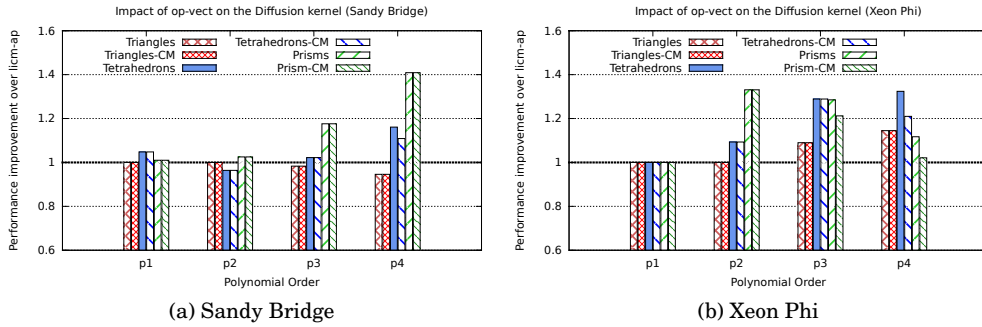 Impact of op-vect on the Diffusion kernel (Sandy Bridge)
1.6
1.4
1.2
1
0.8
0.6
Performance improvement over licm-ap
Triangles
Triangles-CM
Tetrahedrons
Tetrahedrons-CM
Prisms
Prism-CM
p1 p2 p3 p4
Polynomial Order
(a) Sandy Bridge
Impact of op-vect on the Diffusion kernel (Xeon Phi)
1.6
1.4
1.2
1
0.8
0.6
Performance improvement over licm-ap
Triangles
Triangles-CM
Tetrahedrons
Tetrahedrons-CM
Prisms
Prism-CM
p1 p2 p3 p4
Polynomial Order
(b) Xeon Phi